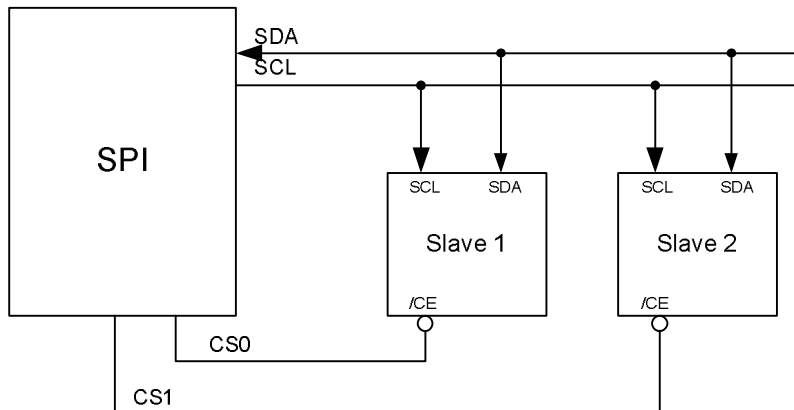 SDA
SCL
SPI
SCL SDA
SCL SDA
Slave 1
Slave 2
/CE
/CE
CS0
CS1